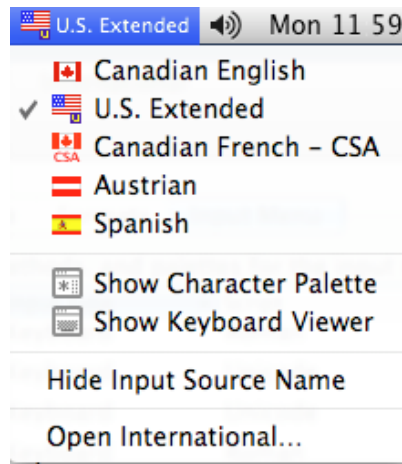 U.S. Extended Mon 11 59
Canadian English
U.S. Extended
CSA Canadian French – CSA
Austrian
Spanish
Show Character Palette
Show Keyboard Viewer
Hide Input Source Name
Open International...